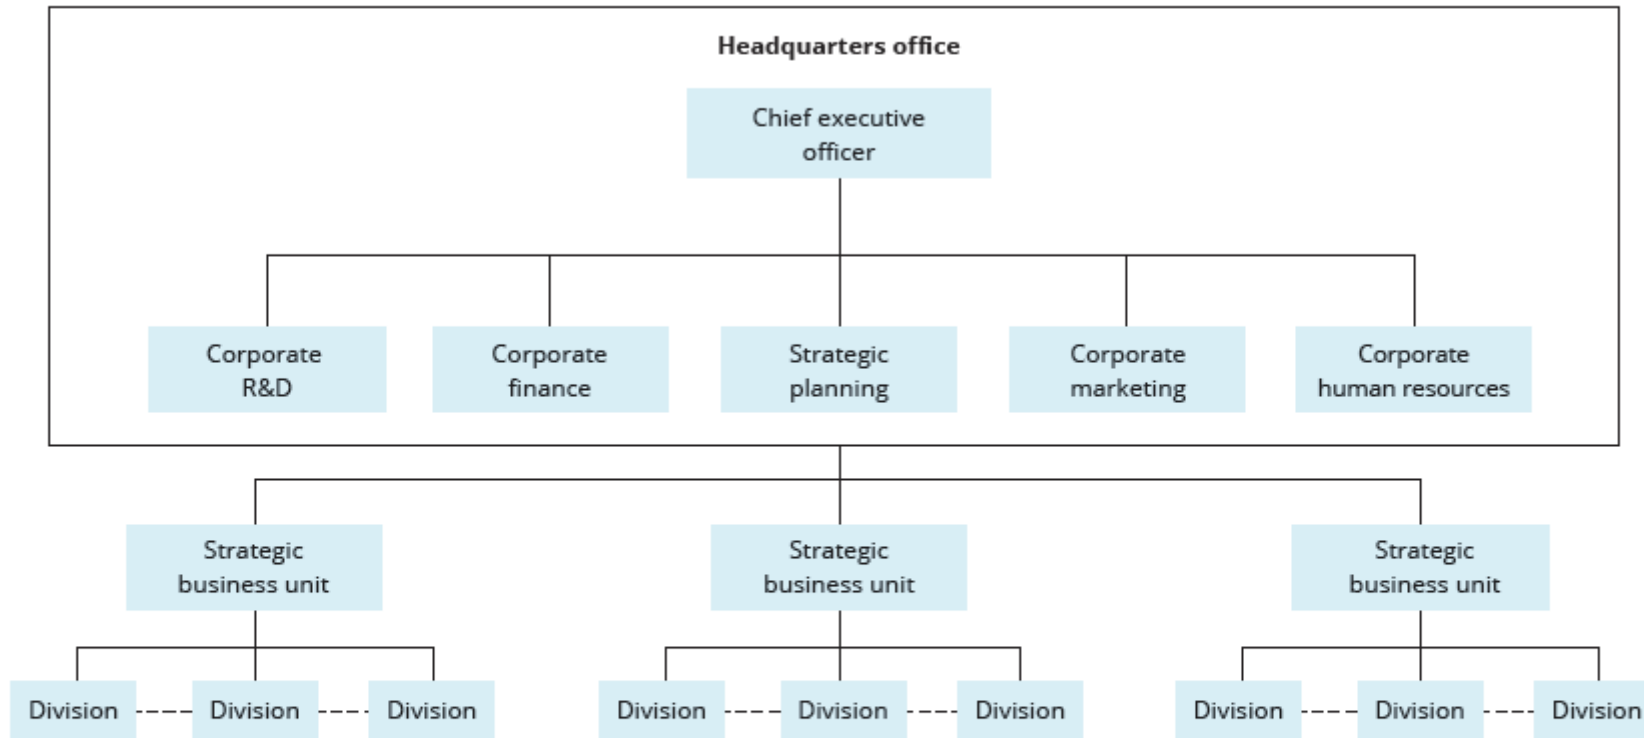 Headquarters office
Chief executive
officer
Corporate
R&D
Corporate
finance
Strategic
planning
Corporate
marketing
Corporate
human resources
Strategic
business unit
Strategic
business unit
Strategic
business unit
Division
Division
Division
Division
Division
Division
Division
Division
Division